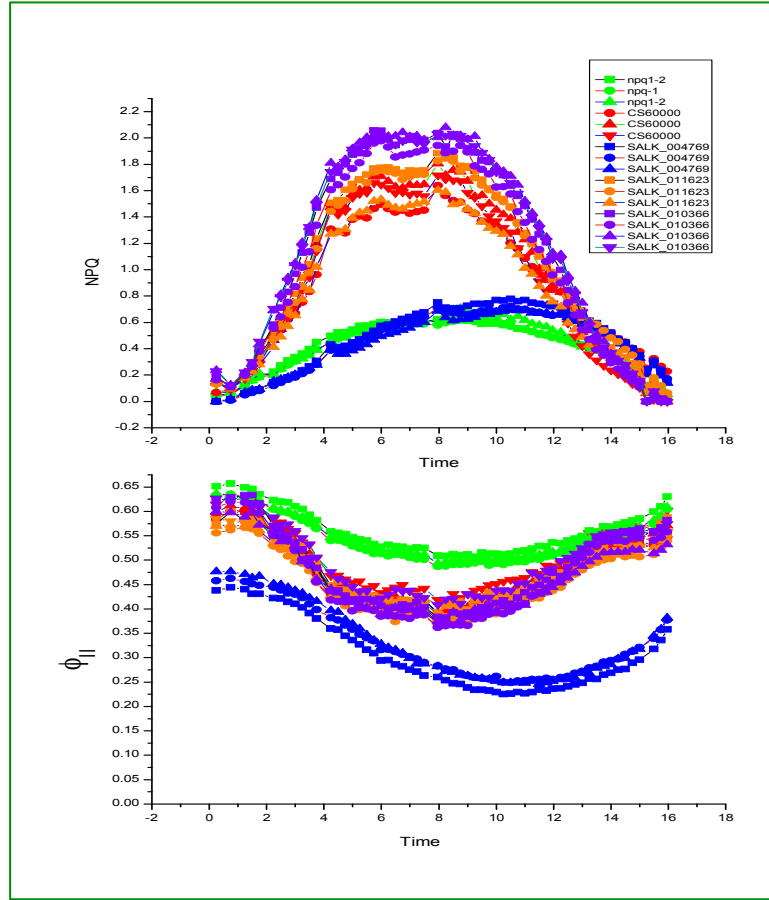 npq1-2
npq-1
npq1-2
CS60000
CS60000
CS60000
SALK_004769
SALK_004769
SALK_004769
SALK_011623
SALK_011623
SALK_011623
SALK_010366
SALK_010366
SALK_010366
SALK_010366
NPQ
2.2
2.0
1.8
1.6
1.4
1.2
1.0
0.8
0.6
0.4
0.2
0.0
-0.2
-2 0 2 4 6 8 10 12 14 16 18
Time
ϕ||
0.65
0.60
0.55
0.50
0.45
0.40
0.35
0.30
0.25
0.20
0.15
0.10
0.05
0.00
-2 0 2 4 6 8 10 12 14 16 18
Time